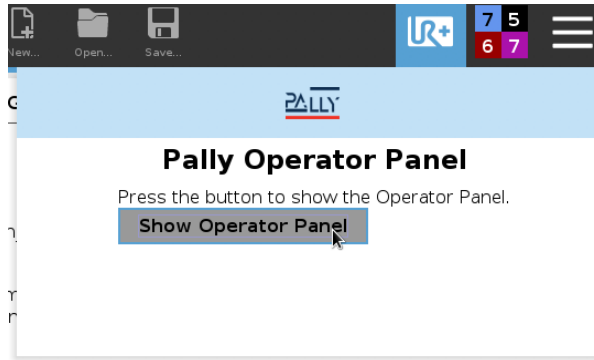 New... Open... Save...
UR+
7 5
6 7
PALLY
Pally Operator Panel
Press the button to show the Operator Panel.
Show Operator Panel